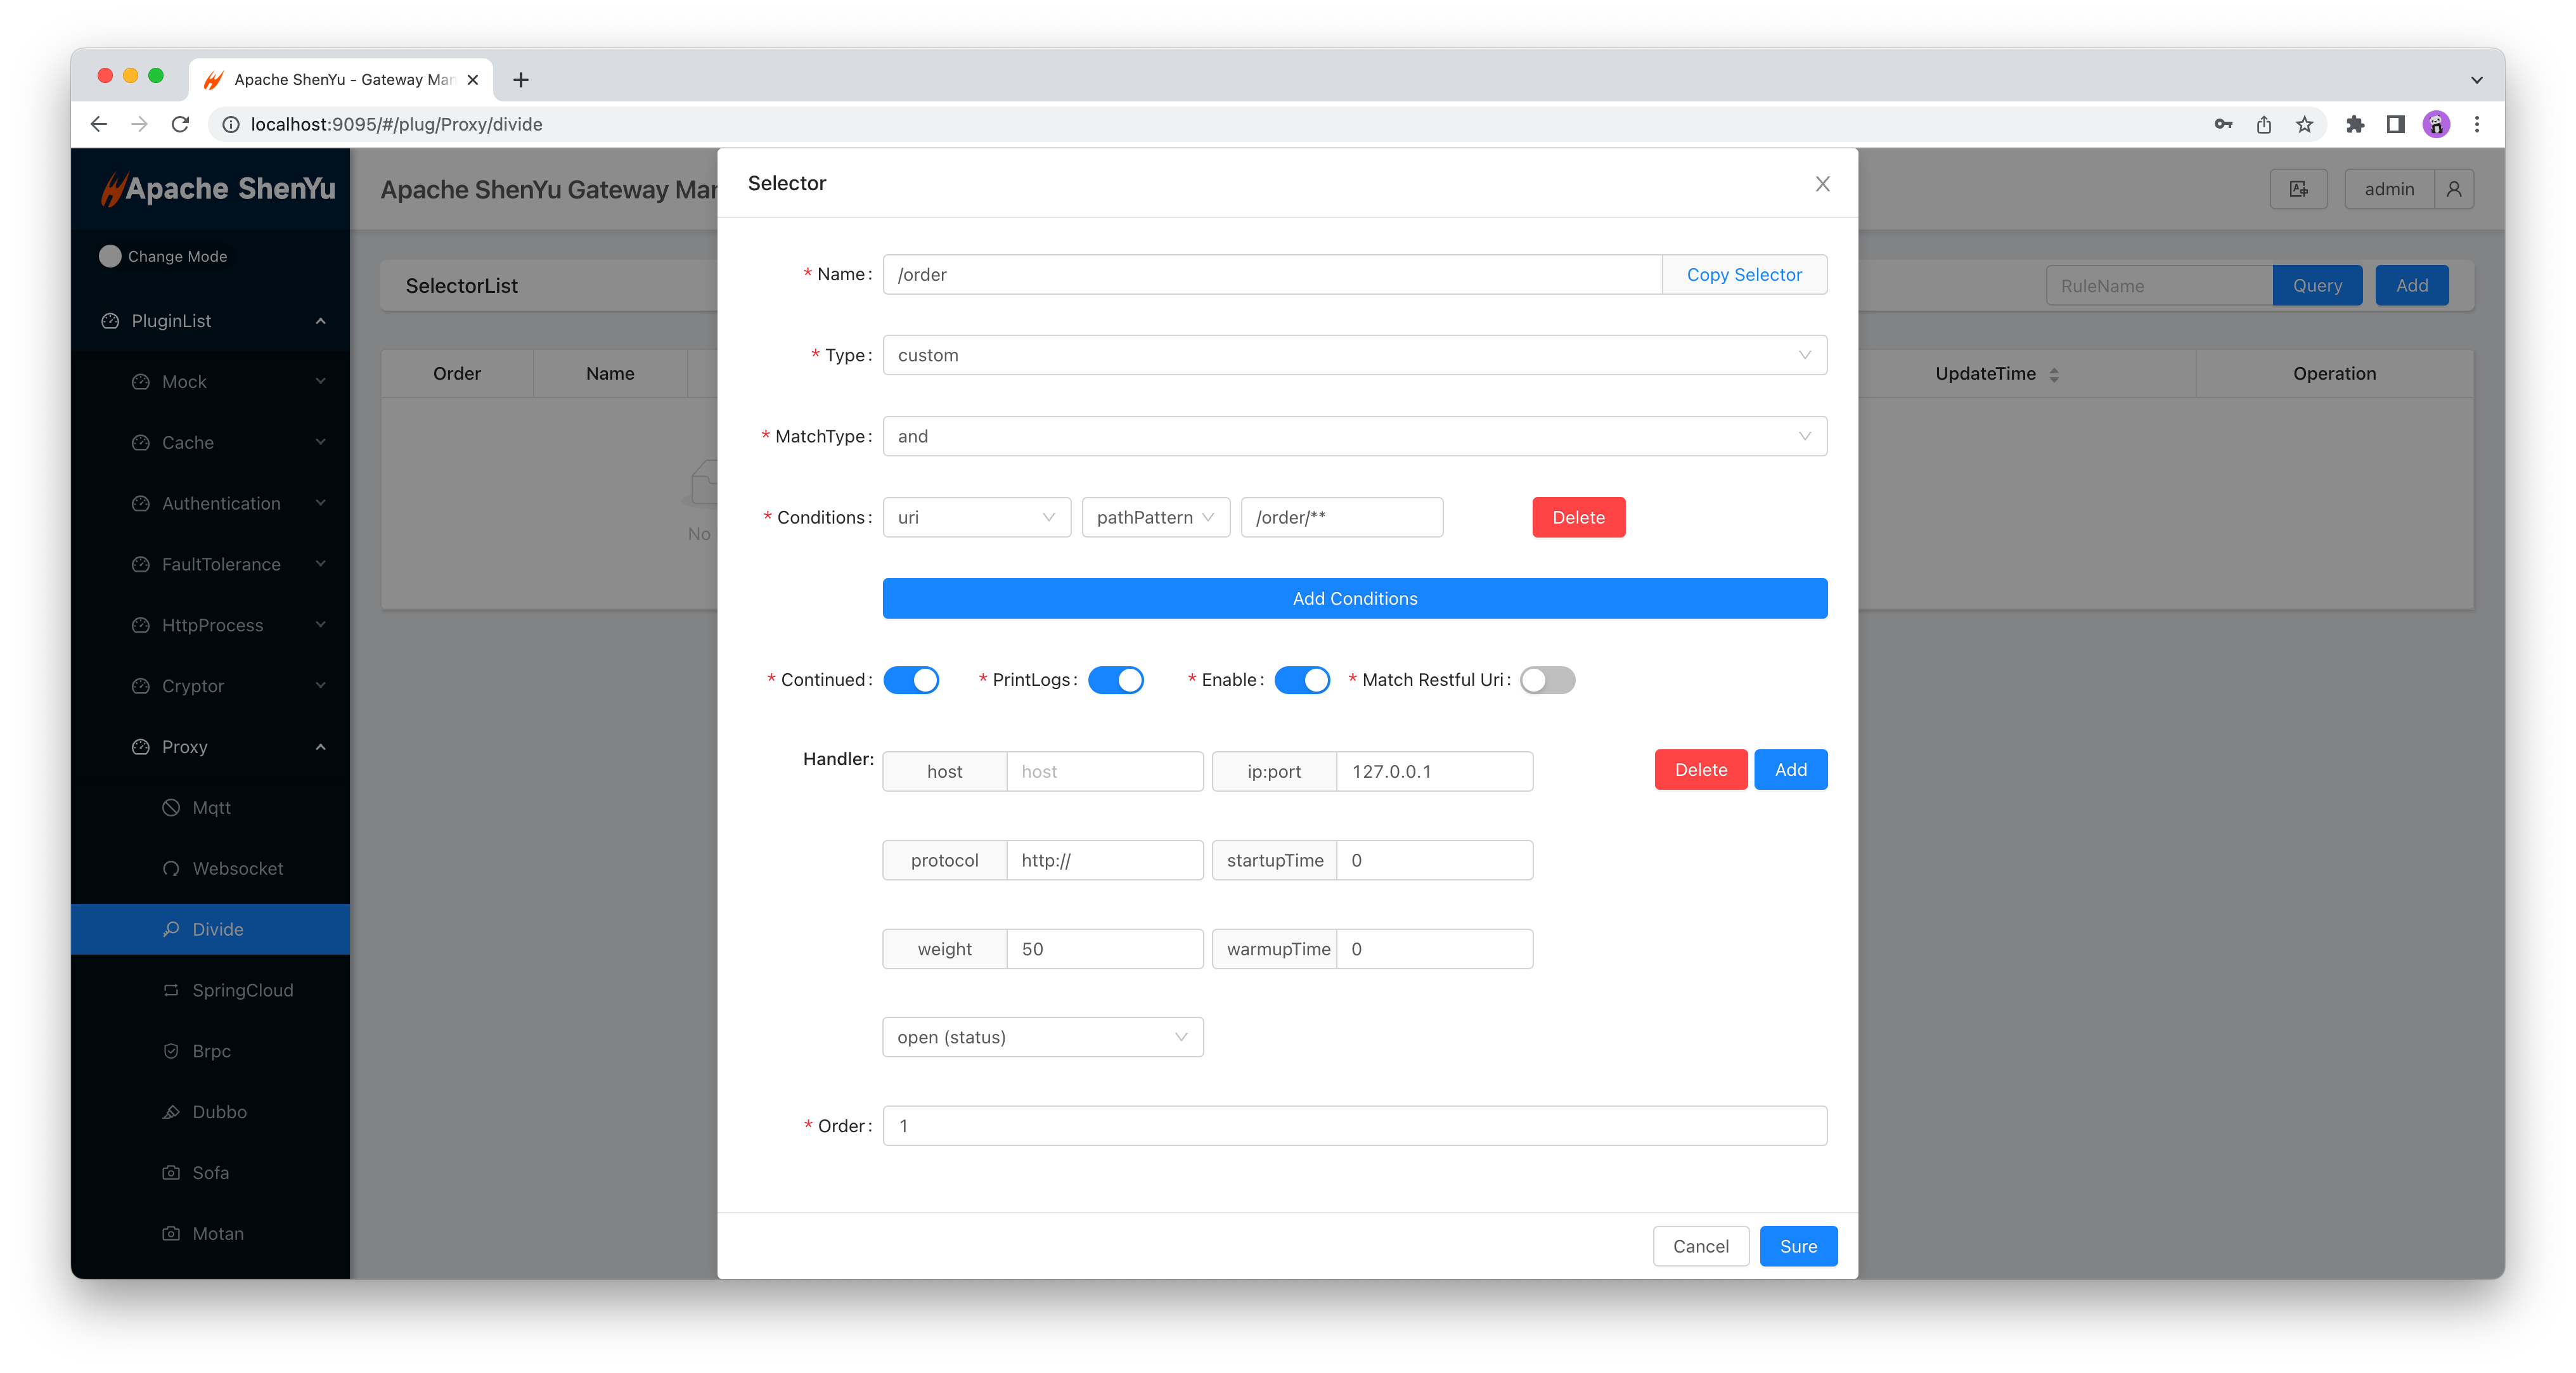 Apache ShenYu - Gateway Man
localhost:9095/#/plug/Proxy/divide
Apache ShenYu
Apache ShenYu Gateway Mar
admin
Change Mode
PluginList
Mock
Cache
Authentication
FaultTolerance
HttpProcess
Cryptor
Proxy
Mqtt
Websocket
Divide
SpringCloud
Brpc
Dubbo
Sofa
Motan
SelectorList
RuleName Query Add
Order Name UpdateTime Operation
No
Selector
* Name: /order Copy Selector
* Type: custom
* MatchType: and
* Conditions: uri pathPattern /order/** Delete
Add Conditions
* Continued: * PrintLogs: * Enable: * Match Restful Uri:
Handler: host host ip:port 127.0.0.1 Delete Add
protocol http:// startupTime 0
weight 50 warmupTime 0
open (status)
* Order: 1
Cancel Sure